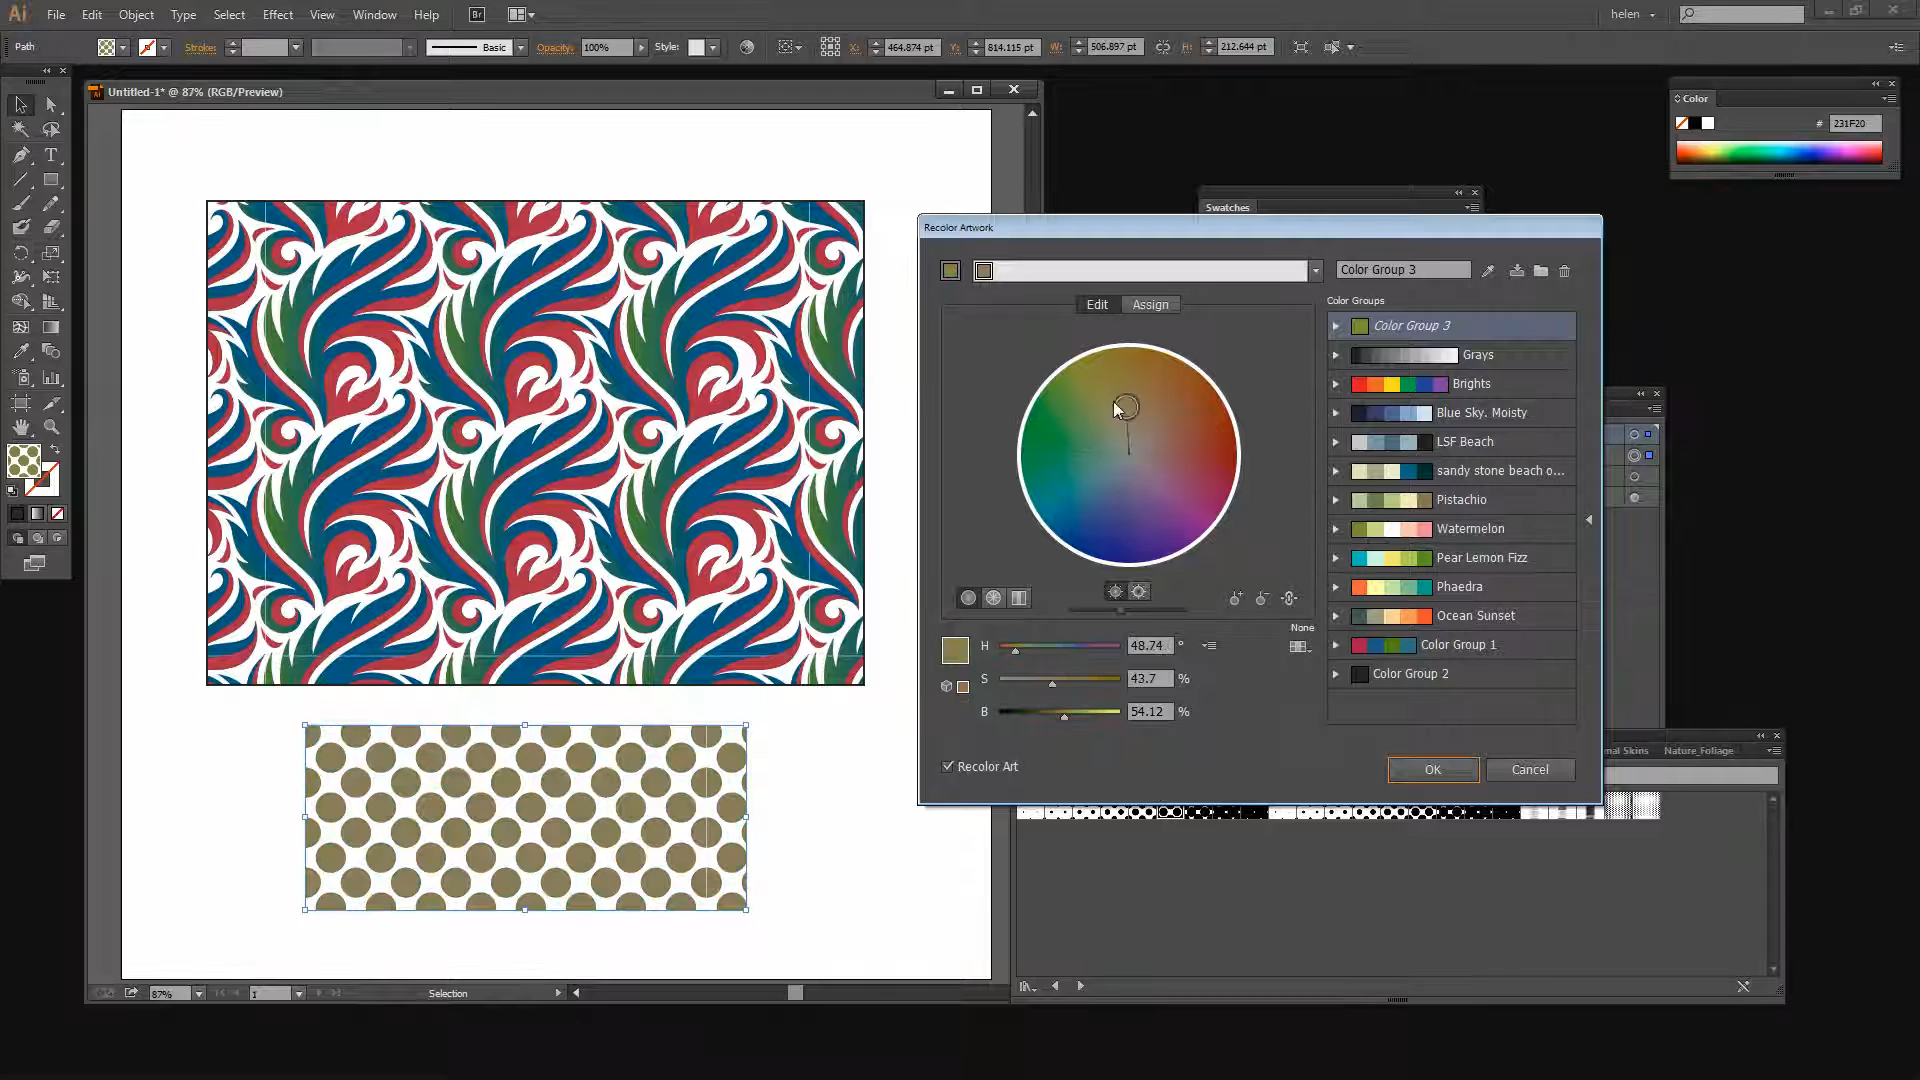 Ai File Edit Object Type Select Effect View Window Help Br helen
Path Stroke: Basic Opacity: 100% Style: X: 464.874 pt Y: 814.115 pt W: 506.897 pt H: 212.644 pt
Untitled-1* @ 87% (RGB/Preview)
Color
# 231F20
Swatches
Recolor Artwork
Color Group 3
Edit Assign
Color Groups
Color Group 3
Grays
Brights
Blue Sky. Moisty
LSF Beach
sandy stone beach o...
Pistachio
Watermelon
Pear Lemon Fizz
Phaedra
Ocean Sunset
Color Group 1
Color Group 2
None
H 48.74 °
S 43.7 %
B 54.12 %
Recolor Art
OK Cancel
mal Skins Nature_Foliage
87% 1 Selection